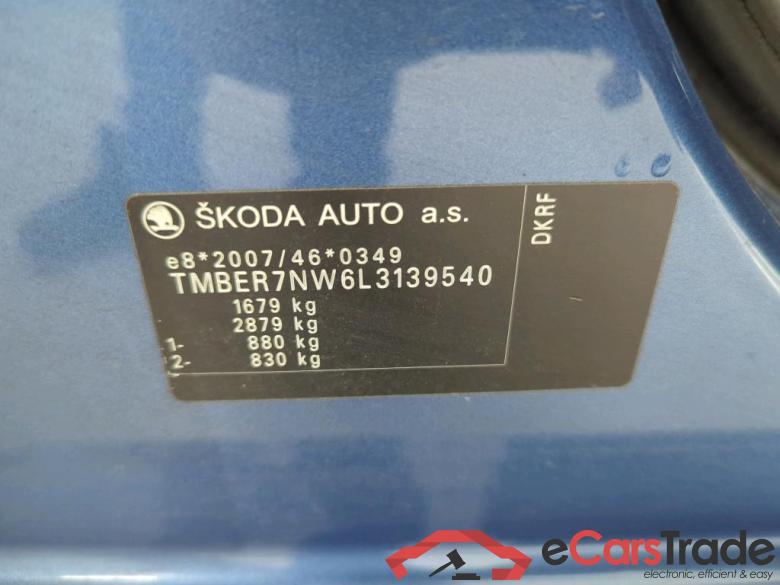 ŠKODA AUTO a.s.
DKRF
e8*2007/46*0349
TMBER7NW6L3139540
1679 kg
2879 kg
1- 880 kg
2- 830 kg
eCarsTrade
electronic, efficient & easy